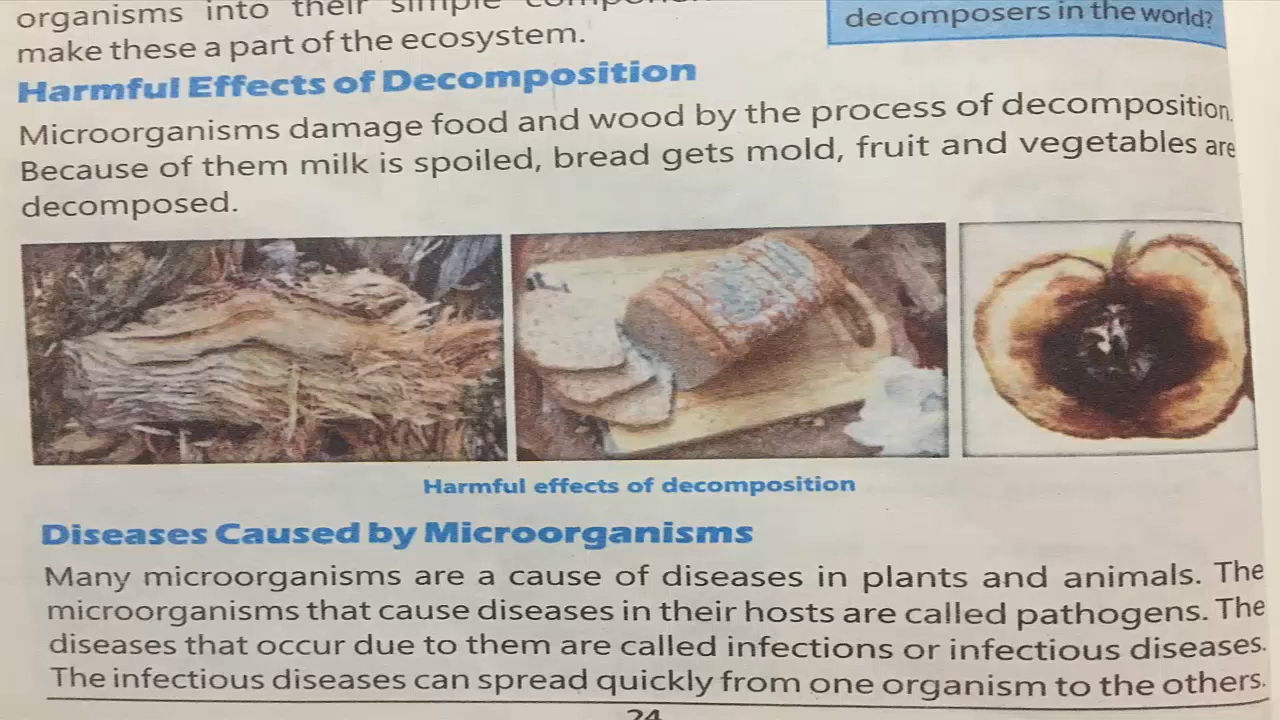 organisms into their simple
make these a part of the ecosystem.
decomposers in the world?
Harmful Effects of Decomposition
Microorganisms damage food and wood by the process of decomposition.
Because of them milk is spoiled, bread gets mold, fruit and vegetables are
decomposed.
Harmful effects of decomposition
Diseases Caused by Microorganisms
Many microorganisms are a cause of diseases in plants and animals. The
microorganisms that cause diseases in their hosts are called pathogens. The
diseases that occur due to them are called infections or infectious diseases.
The infectious diseases can spread quickly from one organism to the others.
24